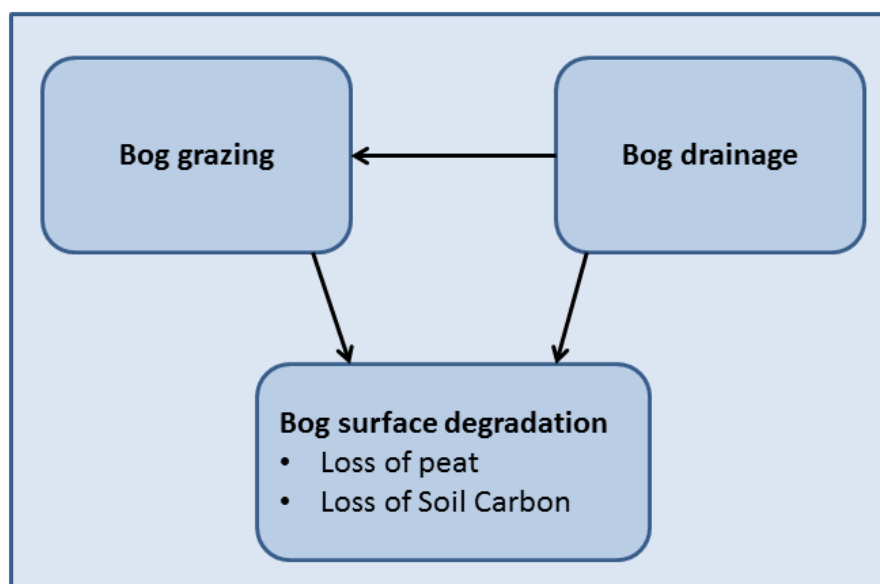 Bog grazing
Bog drainage
Bog surface degradation
• Loss of peat
• Loss of Soil Carbon